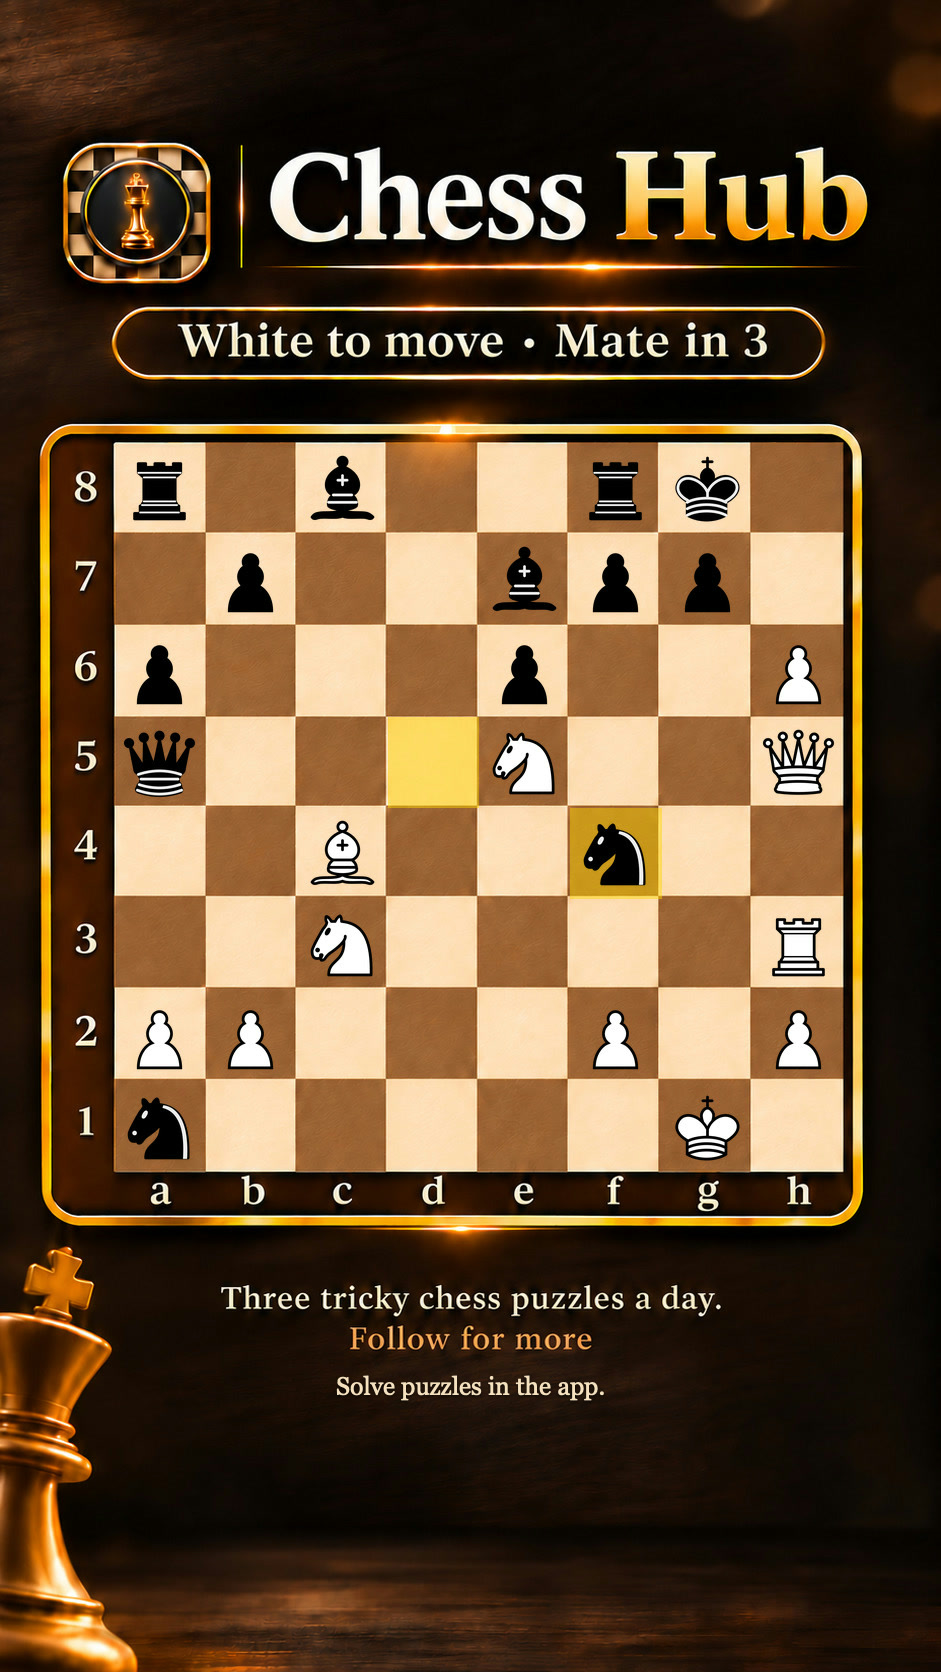 Chess Hub
White to move • Mate in 3
8
7
6
5
4
3
2
1
a b c d e f g h
Three tricky chess puzzles a day.
Follow for more
Solve puzzles in the app.